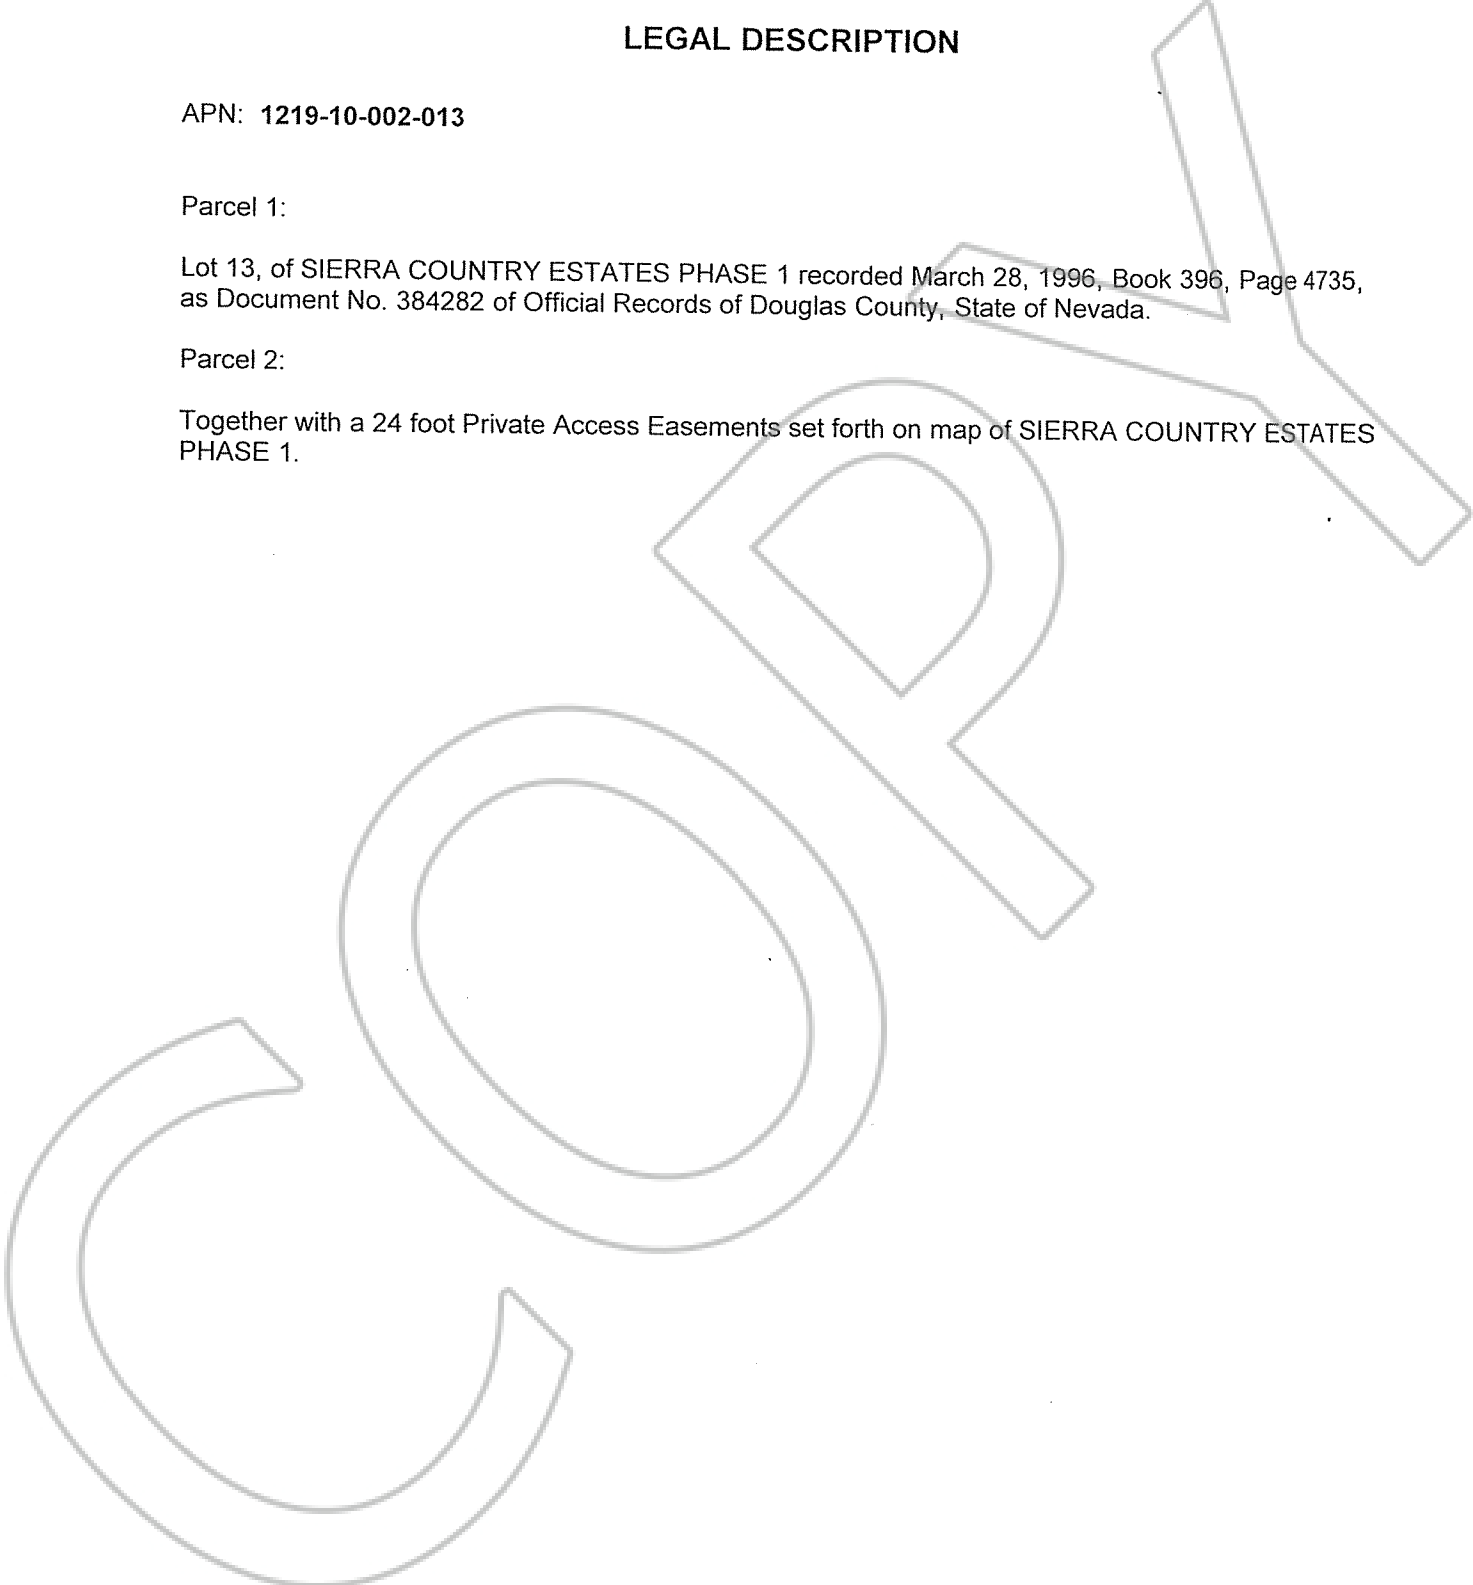 LEGAL DESCRIPTION
APN: 1219-10-002-013
Parcel 1:
Lot 13, of SIERRA COUNTRY ESTATES PHASE 1 recorded March 28, 1996, Book 396, Page 4735,
as Document No. 384282 of Official Records of Douglas County, State of Nevada.
Parcel 2:
Together with a 24 foot Private Access Easements set forth on map of SIERRA COUNTRY ESTATES
PHASE 1.
COPY